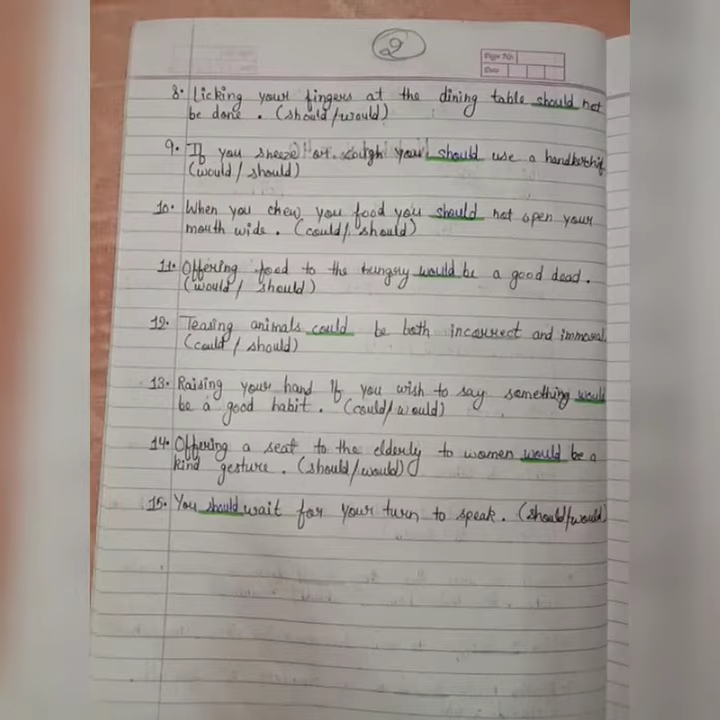 2
Page No.
Date
8. Licking your fingers at the dining table should not
be done. (should/would)
9. If you sneeze or cough your should use a handkerchif
(would / should)
10. When you chew you food you should not open your
mouth wide. (could/ should)
11. Offering food to the hungry would be a good dead.
(would / should)
12. Teasing animals could be both incorrect and immoral.
(could / should)
13. Raising your hand If you wish to say something would
be a good habit. (could/would)
14. Offering a seat to the elderly to women would be a
kind gesture. (should/would)
15. You should wait for your turn to speak. (should/would)